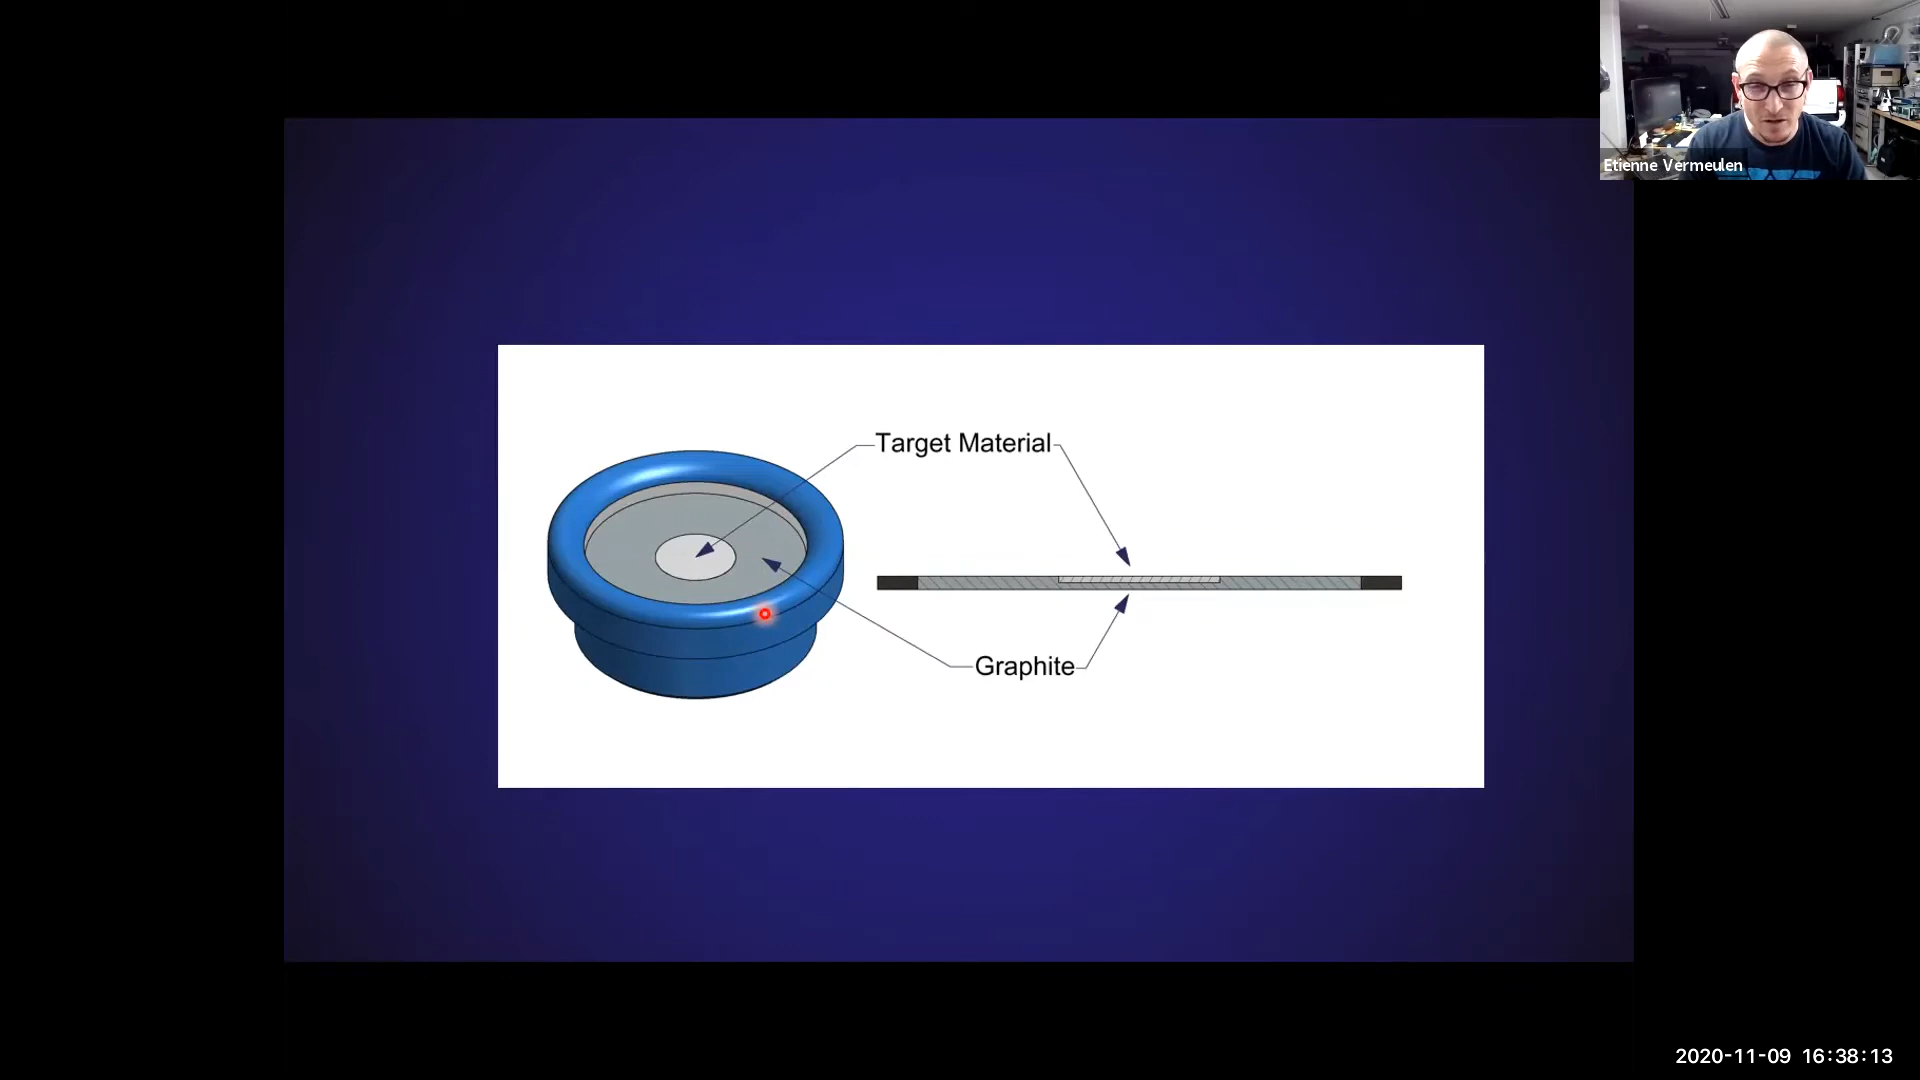 Etienne Vermeulen
Target Material
Graphite
2020-11-09 16:38:13